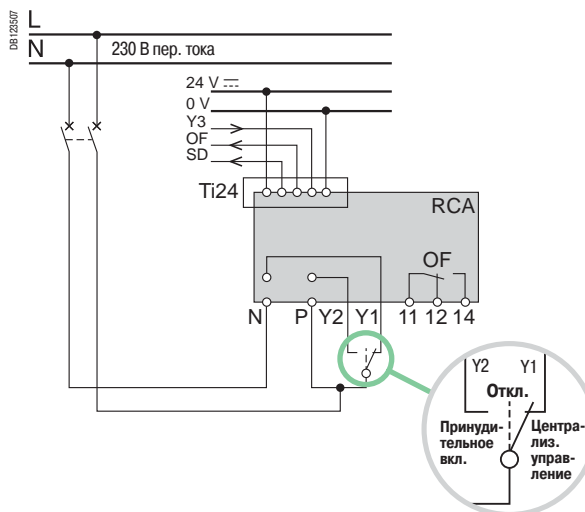 DB123507
L
N
230 В пер. тока
24 V
0 V
Y3
OF
SD
Ti24
RCA
OF
N P Y2 Y1 11 12 14
Y2 Y1
Откл.
Принуди-
тельное
вкл.
Центра-
лиз.
управ-
ление